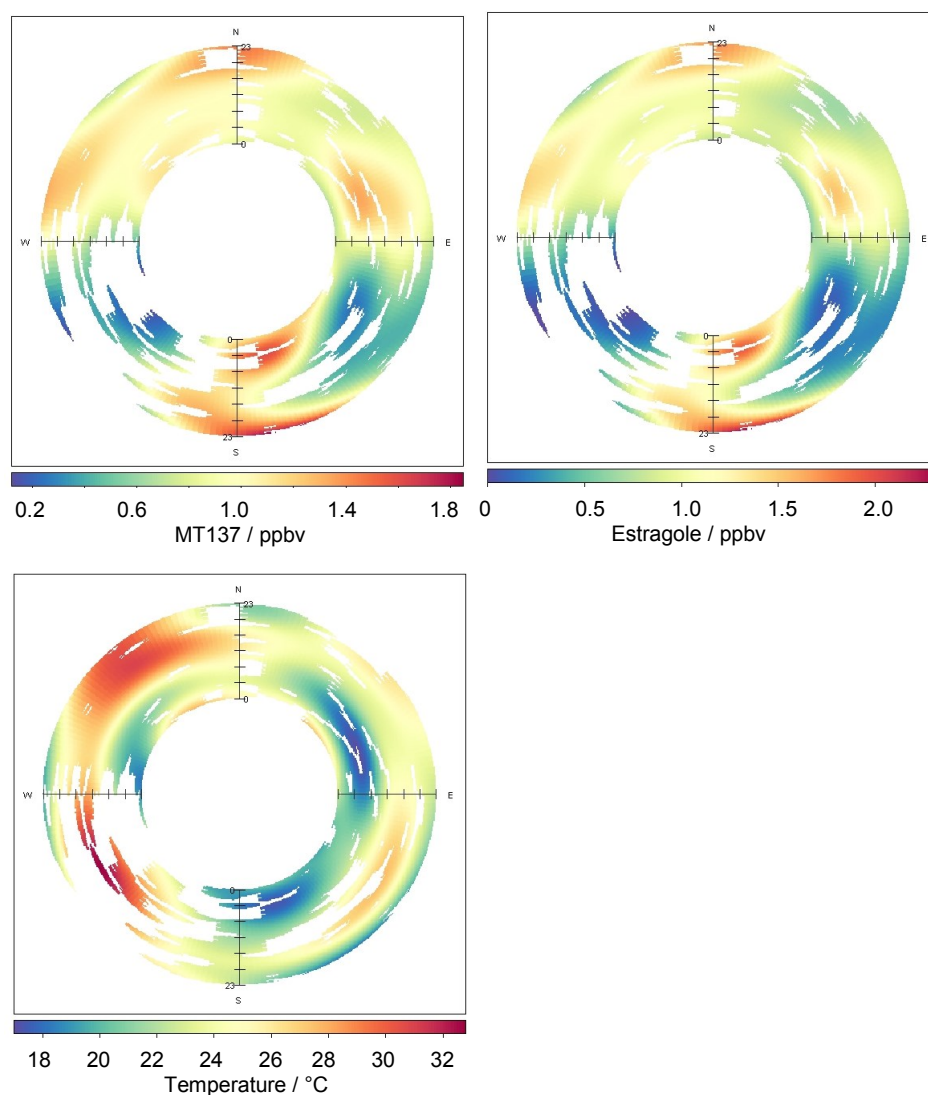 N
23
0
W
E
0
23
S
0.2 0.6 1.0 1.4 1.8
MT137 / ppbv
N
23
0
W
E
0
23
S
0 0.5 1.0 1.5 2.0
Estragole / ppbv
N
23
0
W
E
0
23
S
18 20 22 24 26 28 30 32
Temperature / °C